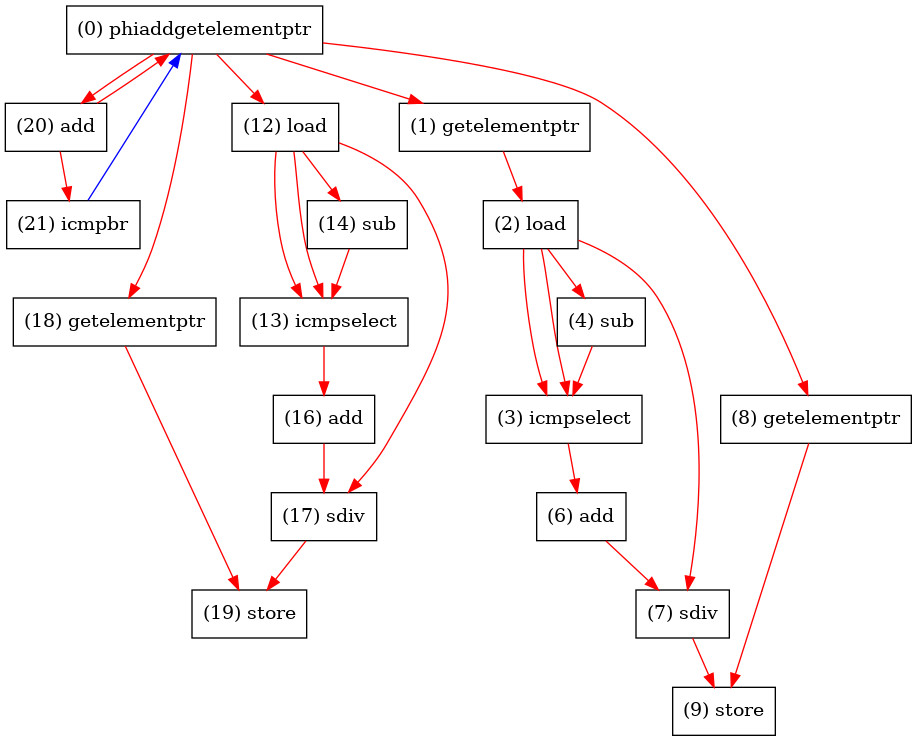 (0) phiaddgetelementptr
(20) add
(12) load
(1) getelementptr
(21) icmpbr
(14) sub
(2) load
(18) getelementptr
(13) icmpselect
(4) sub
(16) add
(3) icmpselect
(8) getelementptr
(17) sdiv
(6) add
(19) store
(7) sdiv
(9) store